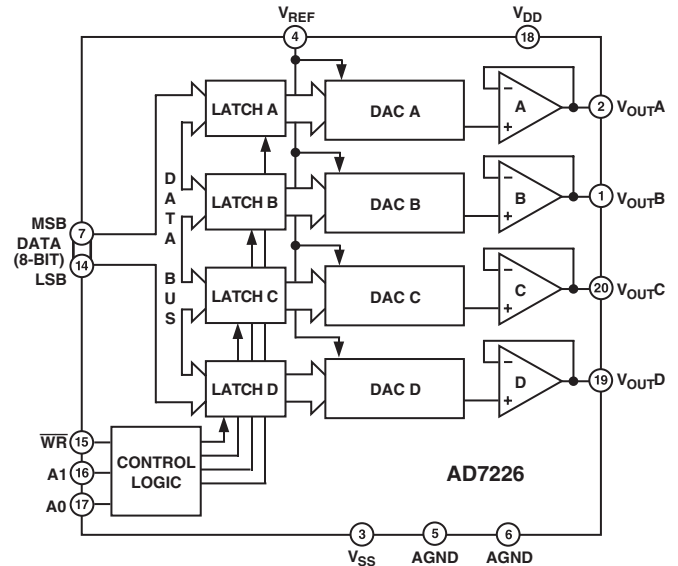 VREF
4
VDD
18
LATCH A
DAC A
A
−
+
2
VOUTA
DATA BUS
LATCH B
DAC B
B
−
+
1
VOUTB
MSB
7
DATA
(8-BIT)
14
LSB
LATCH C
DAC C
C
−
+
20
VOUTC
LATCH D
DAC D
D
−
+
19
VOUTD
WR
15
A1
16
A0
17
CONTROL
LOGIC
AD7226
3
VSS
5
AGND
6
AGND